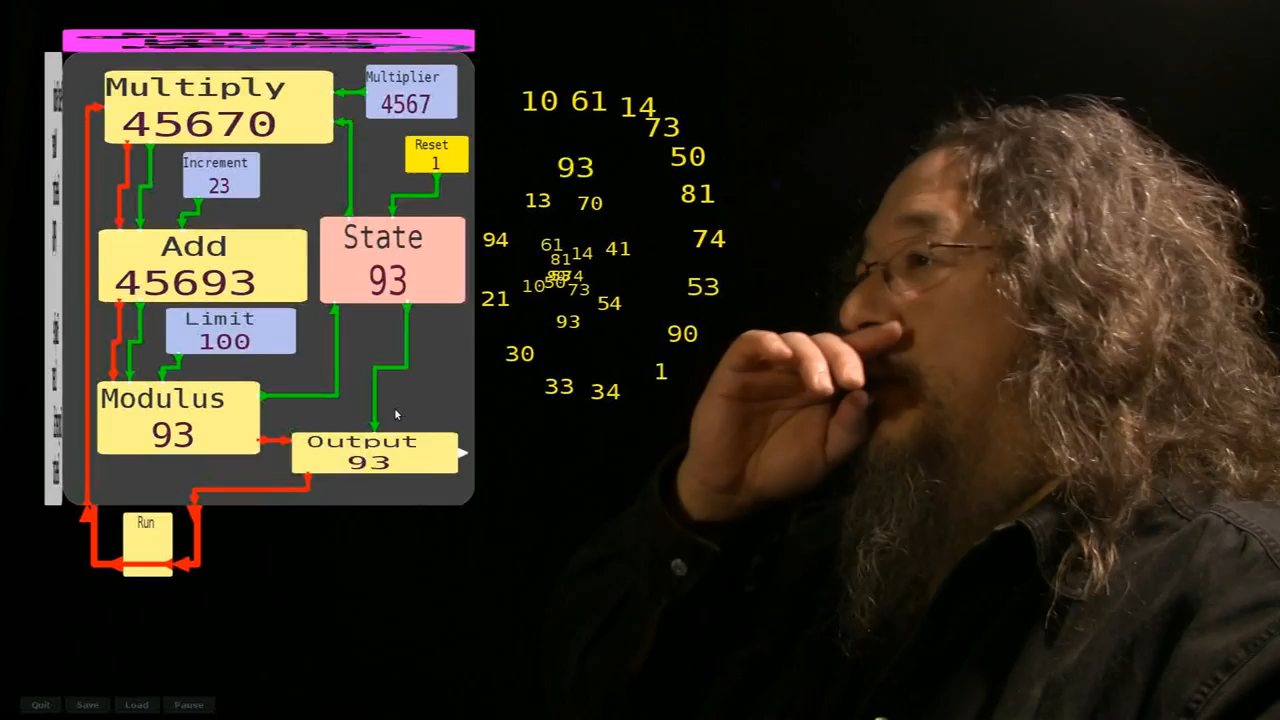 Multiply
45670
Multiplier
4567
Reset
1
Increment
23
Add
45693
State
93
Limit
100
Modulus
93
Output
93
Run
10 61 14
73
50
81
74
53
90
1
34
33
30
21
94
13
70
93
41
54
93
73
10
61
14
81
Quit Save Load Pause